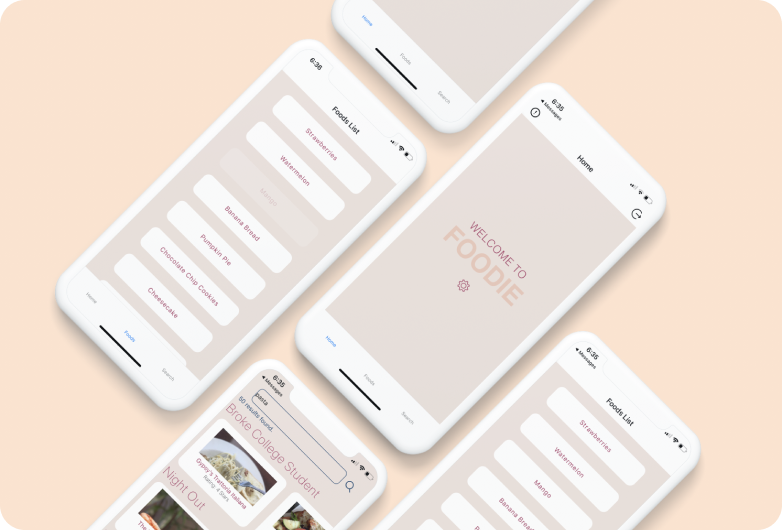 Home
Foods
Search
6:36
Foods List
Strawberries
Watermelon
Mango
Banana Bread
Pumpkin Pie
Chocolate Chip Cookies
Cheesecake
Home
Foods
Search
6:35
Messages
Home
WELCOME TO
FOODIE
Home
Foods
Search
6:35
Messages
pasta
50 results found.
Broke College Student
Gypsy's Trattoria Italiana
Rating: 4 Stars
Night Out
The
6:35
Messages
Foods List
Strawberries
Watermelon
Mango
Banana Bread
P